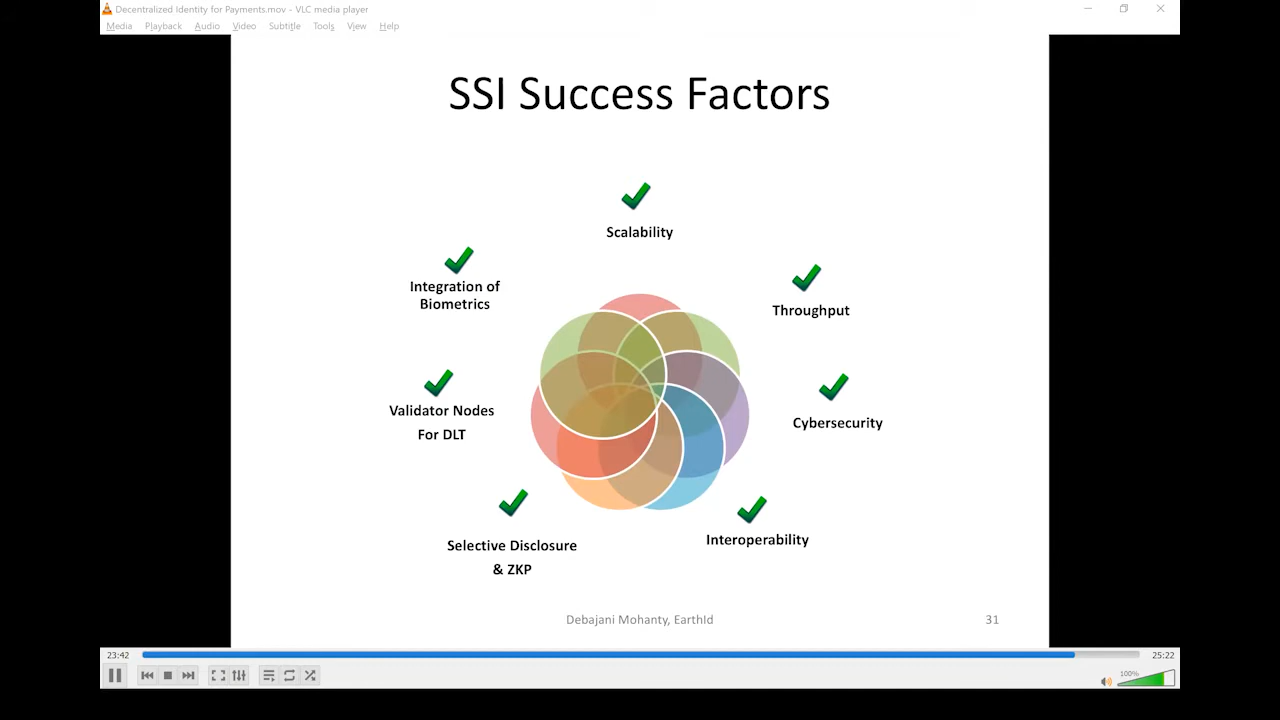 Decentralized Identity for Payments.mov - VLC media player
Media Playback Audio Video Subtitle Tools View Help
SSI Success Factors
Scalability
Integration of
Biometrics
Throughput
Validator Nodes
For DLT
Cybersecurity
Selective Disclosure
& ZKP
Interoperability
Debajani Mohanty, EarthId
31
23:42
25:22
100%